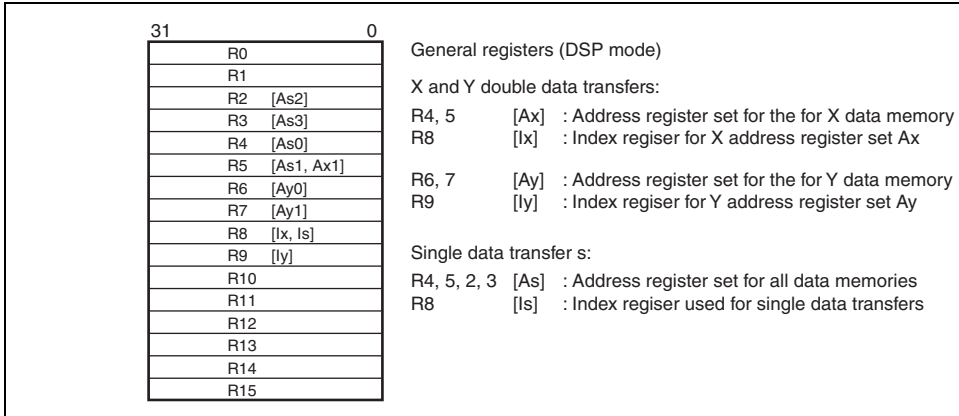 31 0
R0
R1
R2 [As2]
R3 [As3]
R4 [As0]
R5 [As1, Ax1]
R6 [Ay0]
R7 [Ay1]
R8 [Ix, Is]
R9 [Iy]
R10
R11
R12
R13
R14
R15
General registers (DSP mode)
X and Y double data transfers:
R4, 5 [Ax] : Address register set for the for X data memory
R8 [Ix] : Index regiser for X address register set Ax
R6, 7 [Ay] : Address register set for the for Y data memory
R9 [Iy] : Index regiser for Y address register set Ay
Single data transfer s:
R4, 5, 2, 3 [As] : Address register set for all data memories
R8 [Is] : Index regiser used for single data transfers